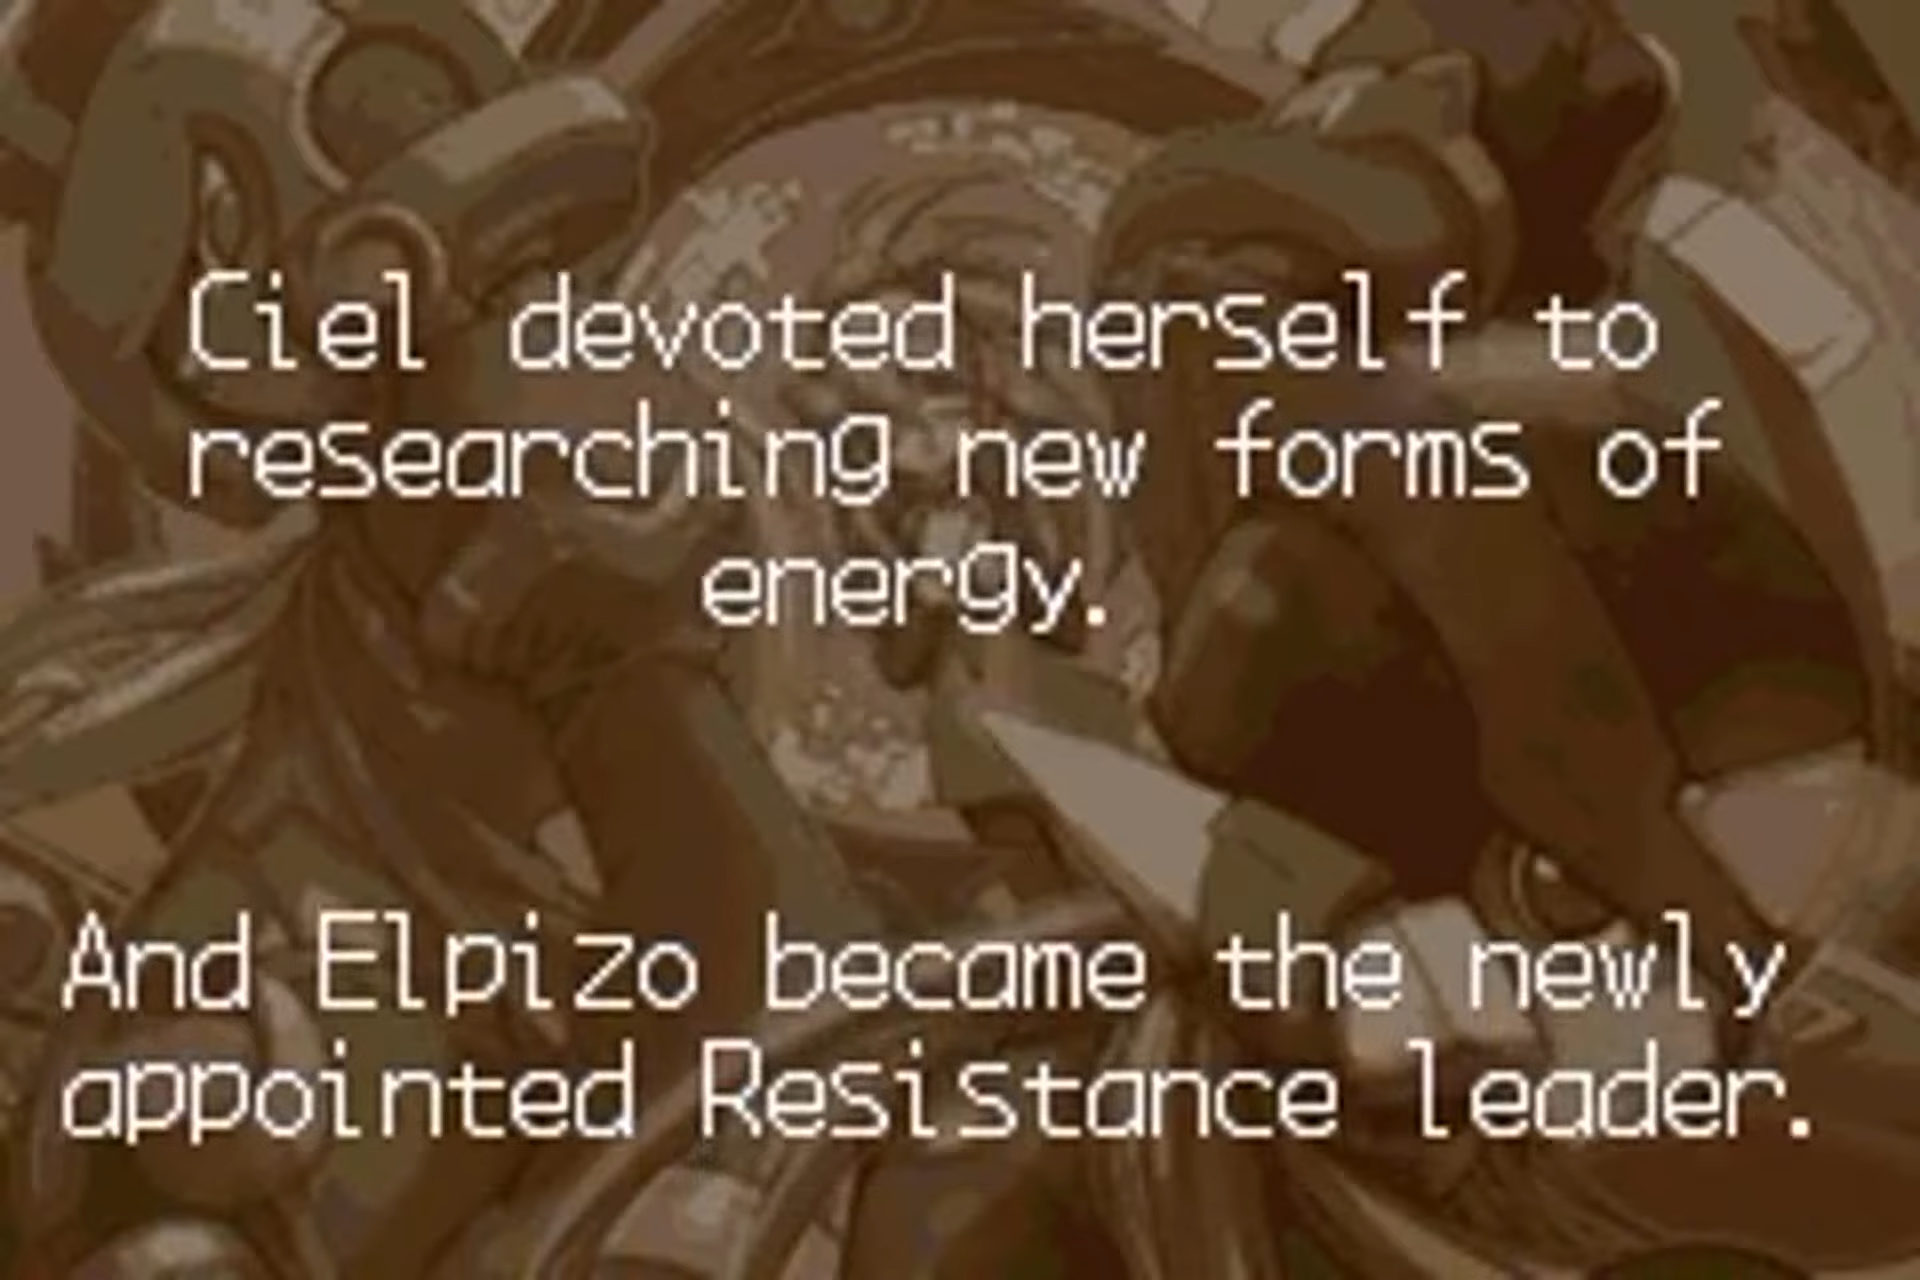 Ciel devoted herself to
researching new forms of
energy.
And Elpizo became the newly
appointed Resistance leader.